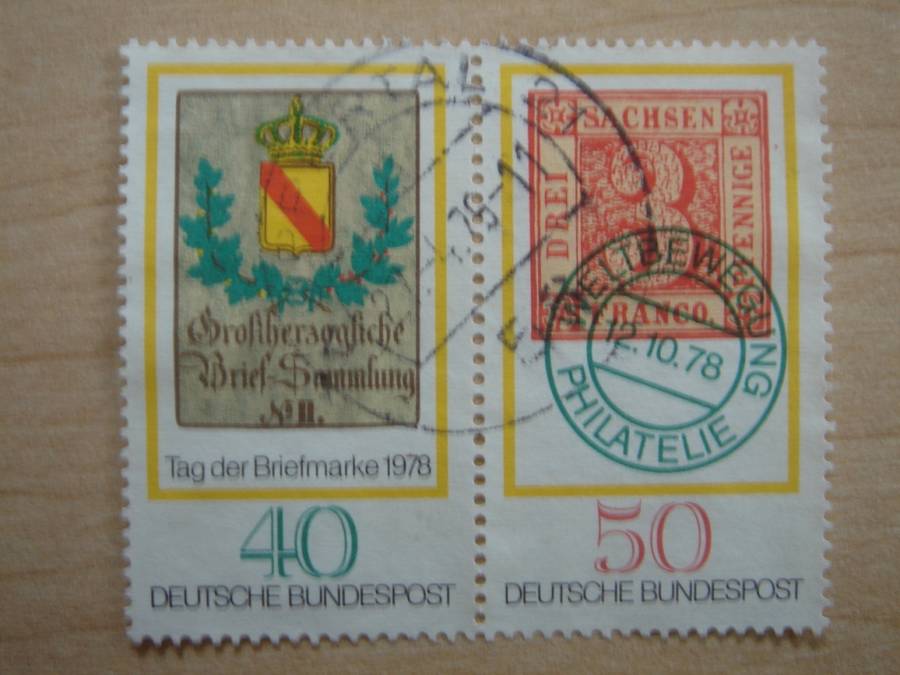 Großherzogliche
Brief-Sammlung
No II.
Tag der Briefmarke 1978
40
DEUTSCHE BUNDESPOST
SACHSEN
DREI
3
PFENNIGE
FRANCO.
WELTBEWEGUNG
12.10.78
PHILATELIE
50
DEUTSCHE BUNDESPOST